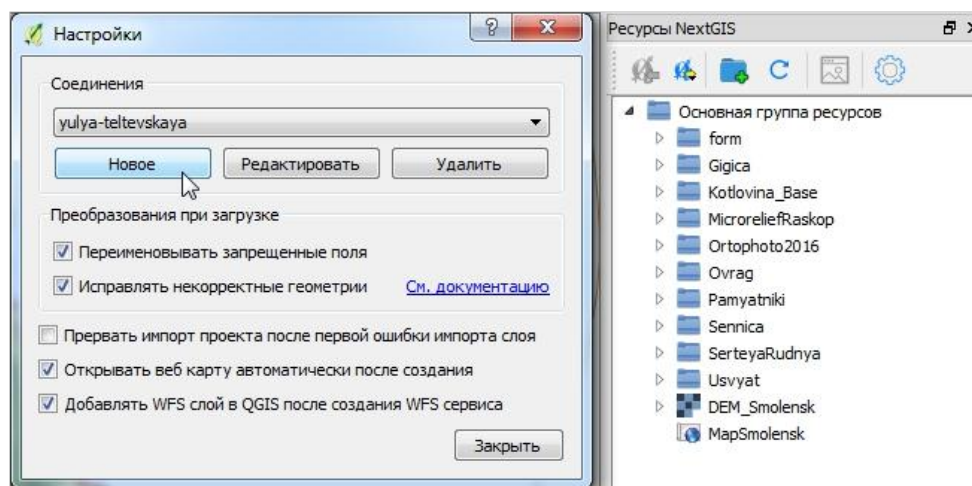 Настройки
Соединения
yulya-teltevskaya
Новое
Редактировать
Удалить
Преобразования при загрузке
Переименовывать запрещенные поля
Исправлять некорректные геометрии
См. документацию
Прервать импорт проекта после первой ошибки импорта слоя
Открывать веб карту автоматически после создания
Добавлять WFS слой в QGIS после создания WFS сервиса
Закрыть
Ресурсы NextGIS
Основная группа ресурсов
form
Gigica
Kotlovina_Base
MicroreliefRaskop
Ortophoto2016
Ovrag
Pamyatniki
Sennica
SerteyaRudnya
Usvyat
DEM_Smolensk
MapSmolensk